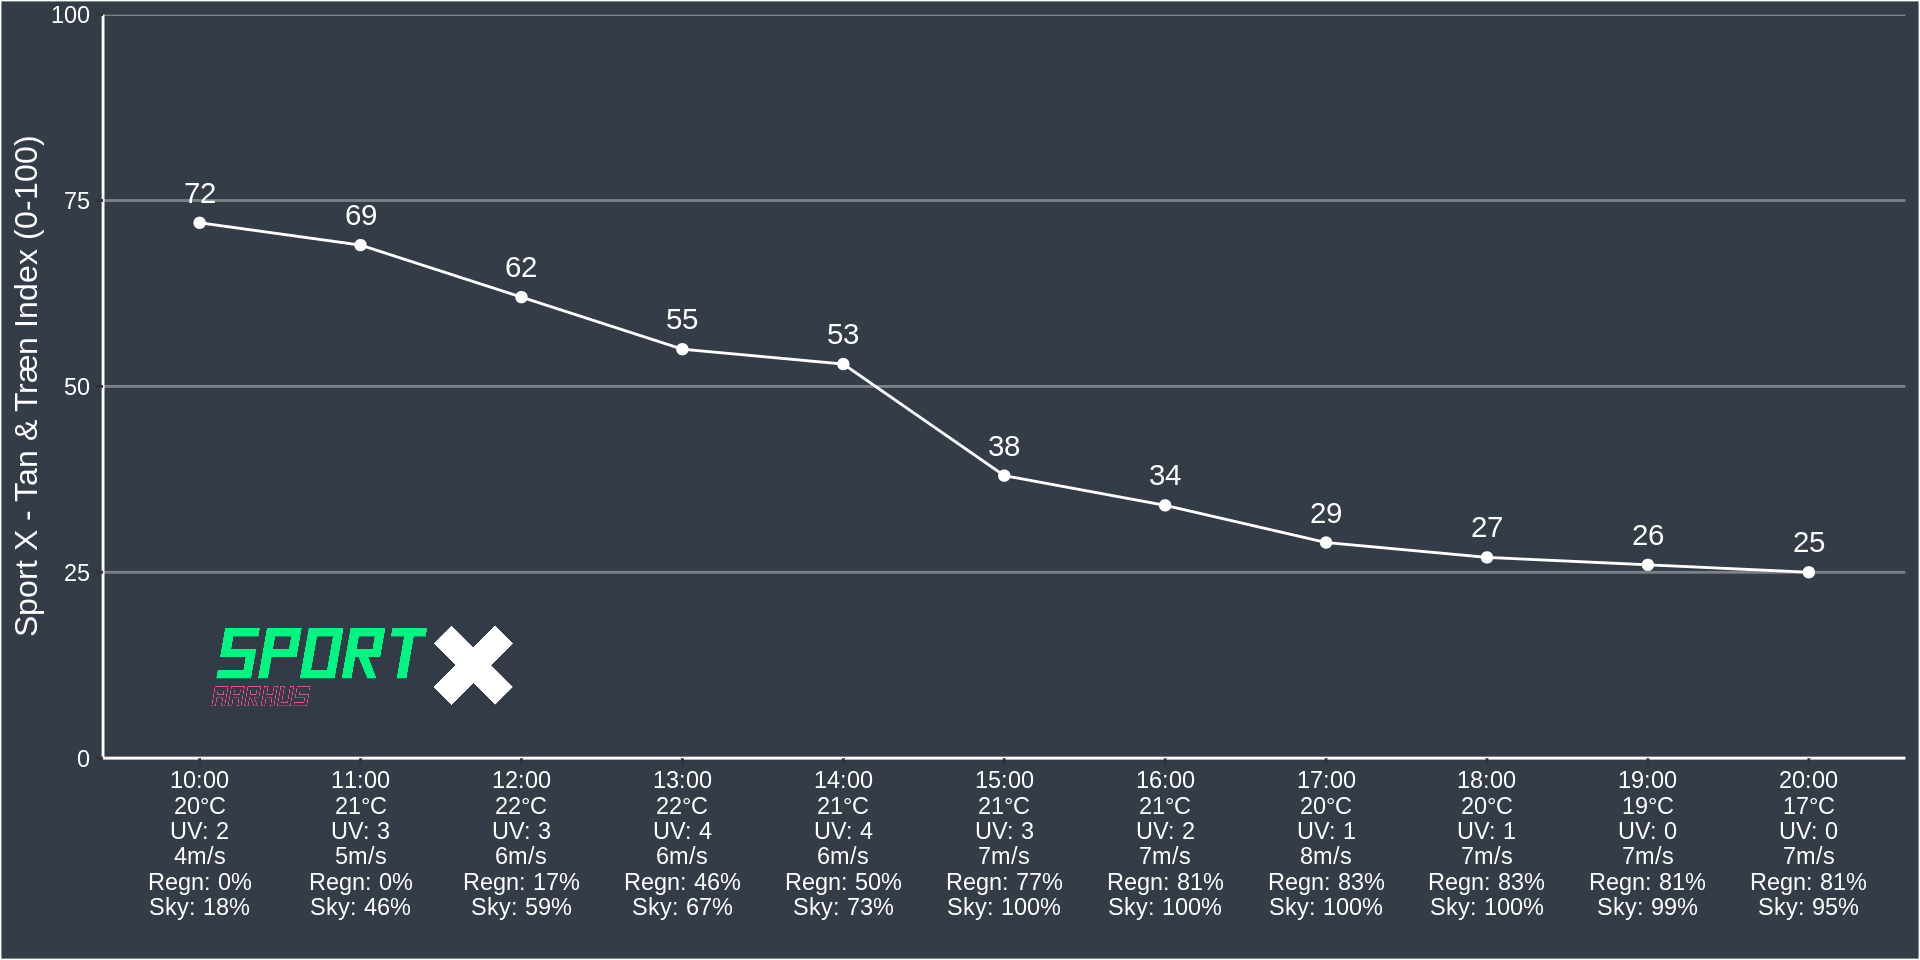 Sport X - Tan & Træn Index (0-100)
100
75
50
25
0
72
69
62
55
53
38
34
29
27
26
25
SPORT X
AARHUS
10:00
20°C
UV: 2
4m/s
Regn: 0%
Sky: 18%
11:00
21°C
UV: 3
5m/s
Regn: 0%
Sky: 46%
12:00
22°C
UV: 3
6m/s
Regn: 17%
Sky: 59%
13:00
22°C
UV: 4
6m/s
Regn: 46%
Sky: 67%
14:00
21°C
UV: 4
6m/s
Regn: 50%
Sky: 73%
15:00
21°C
UV: 3
7m/s
Regn: 77%
Sky: 100%
16:00
21°C
UV: 2
7m/s
Regn: 81%
Sky: 100%
17:00
20°C
UV: 1
8m/s
Regn: 83%
Sky: 100%
18:00
20°C
UV: 1
7m/s
Regn: 83%
Sky: 100%
19:00
19°C
UV: 0
7m/s
Regn: 81%
Sky: 99%
20:00
17°C
UV: 0
7m/s
Regn: 81%
Sky: 95%